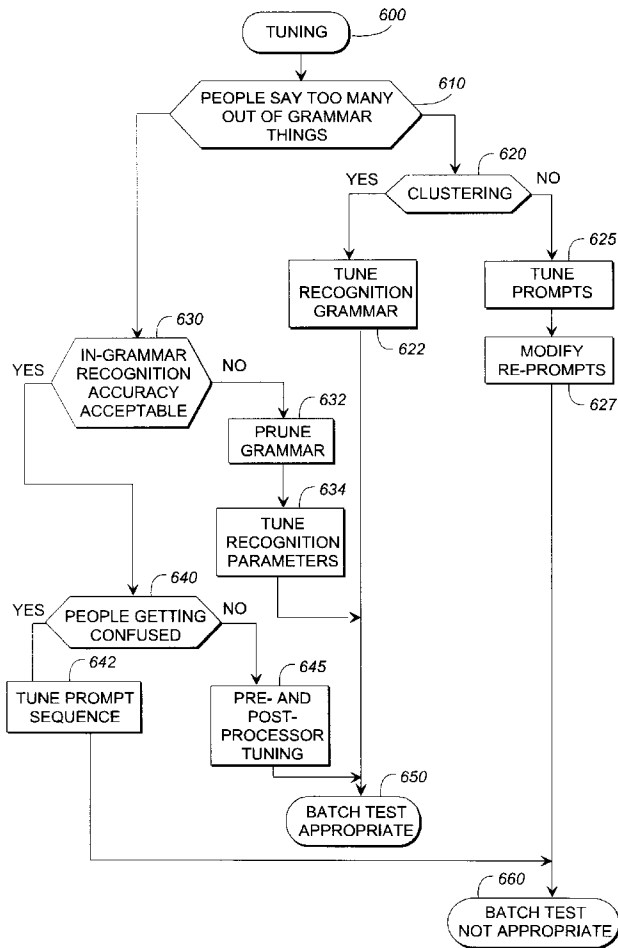 TUNING
600
PEOPLE SAY TOO MANY
OUT OF GRAMMAR
THINGS
610
620
YES
CLUSTERING
NO
625
TUNE
RECOGNITION
GRAMMAR
622
TUNE
PROMPTS
MODIFY
RE-PROMPTS
627
630
YES
IN-GRAMMAR
RECOGNITION
ACCURACY
ACCEPTABLE
NO
632
PRUNE
GRAMMAR
634
TUNE
RECOGNITION
PARAMETERS
640
YES
PEOPLE GETTING
CONFUSED
NO
642
TUNE PROMPT
SEQUENCE
645
PRE- AND
POST-
PROCESSOR
TUNING
650
BATCH TEST
APPROPRIATE
660
BATCH TEST
NOT APPROPRIATE